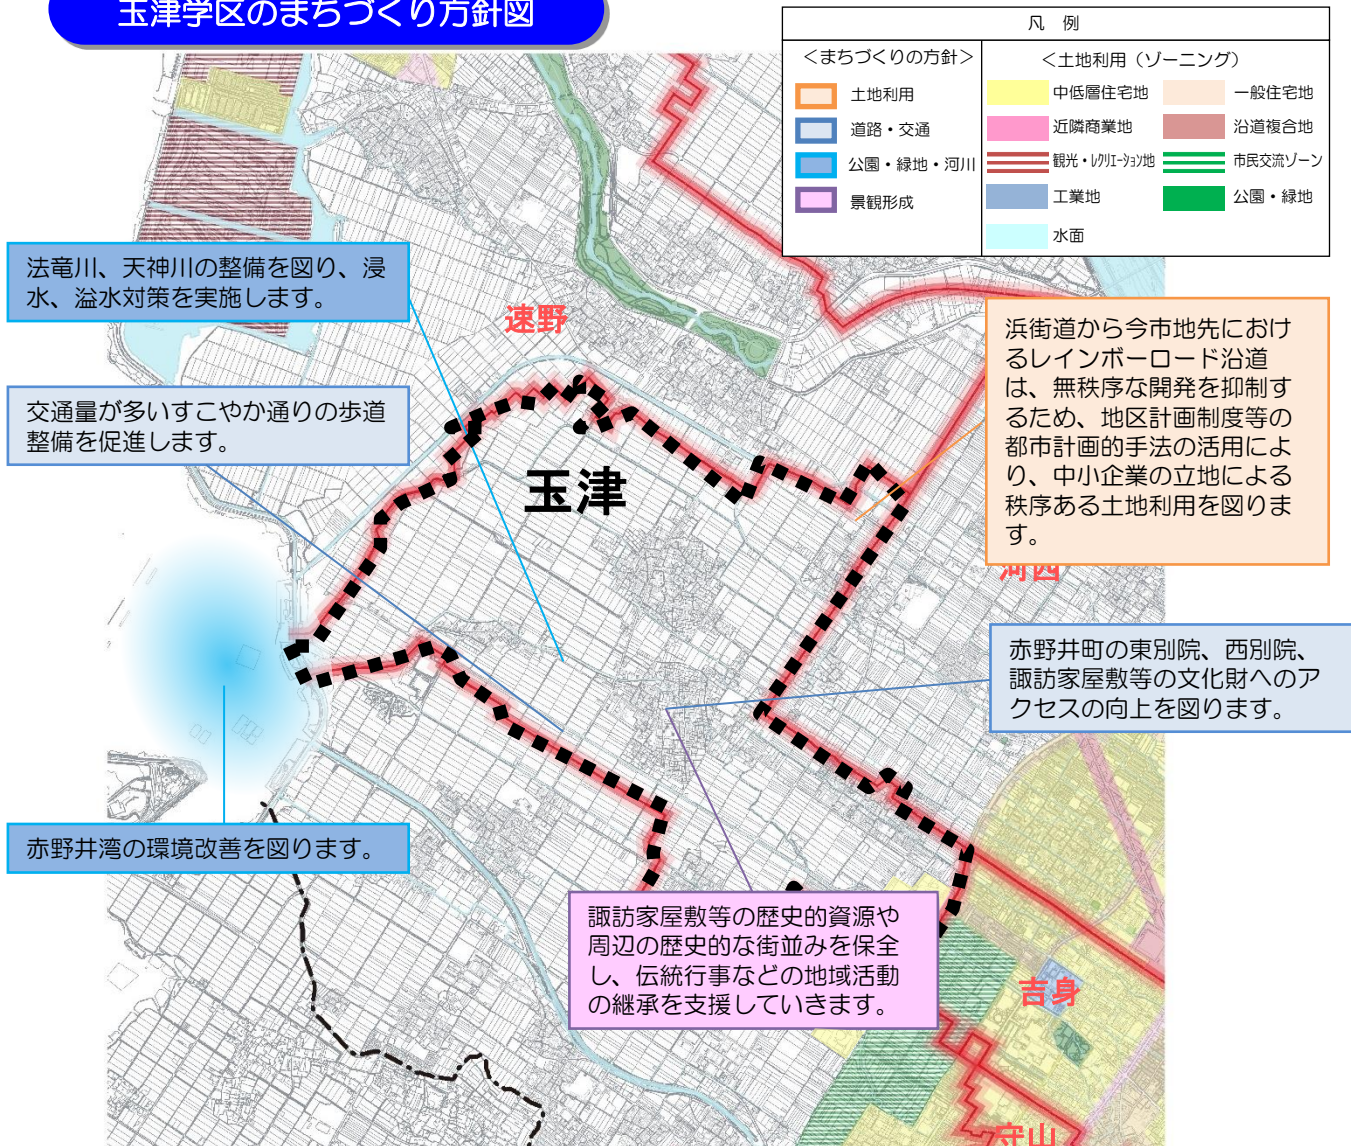 玉津学区のまちづくり方針図
凡 例
<まちづくりの方針>
土地利用
道路・交通
公園・緑地・河川
景観形成
<土地利用(ゾーニング)
中低層住宅地
一般住宅地
近隣商業地
沿道複合地
観光・レクリエーション地
市民交流ゾーン
工業地
公園・緑地
水面
法竜川、天神川の整備を図り、浸
水、溢水対策を実施します。
速野
浜街道から今市地先におけ
るレインボーロード沿道
は、無秩序な開発を抑制す
るため、地区計画制度等の
都市計画的手法の活用によ
り、中小企業の立地による
秩序ある土地利用を図りま
す。
交通量が多いすこやか通りの歩道
整備を促進します。
玉津
河西
赤野井町の東別院、西別院、
諏訪家屋敷等の文化財へのア
クセスの向上を図ります。
赤野井湾の環境改善を図ります。
諏訪家屋敷等の歴史的資源や
周辺の歴史的な街並みを保全
し、伝統行事などの地域活動
の継承を支援していきます。
吉身
守山